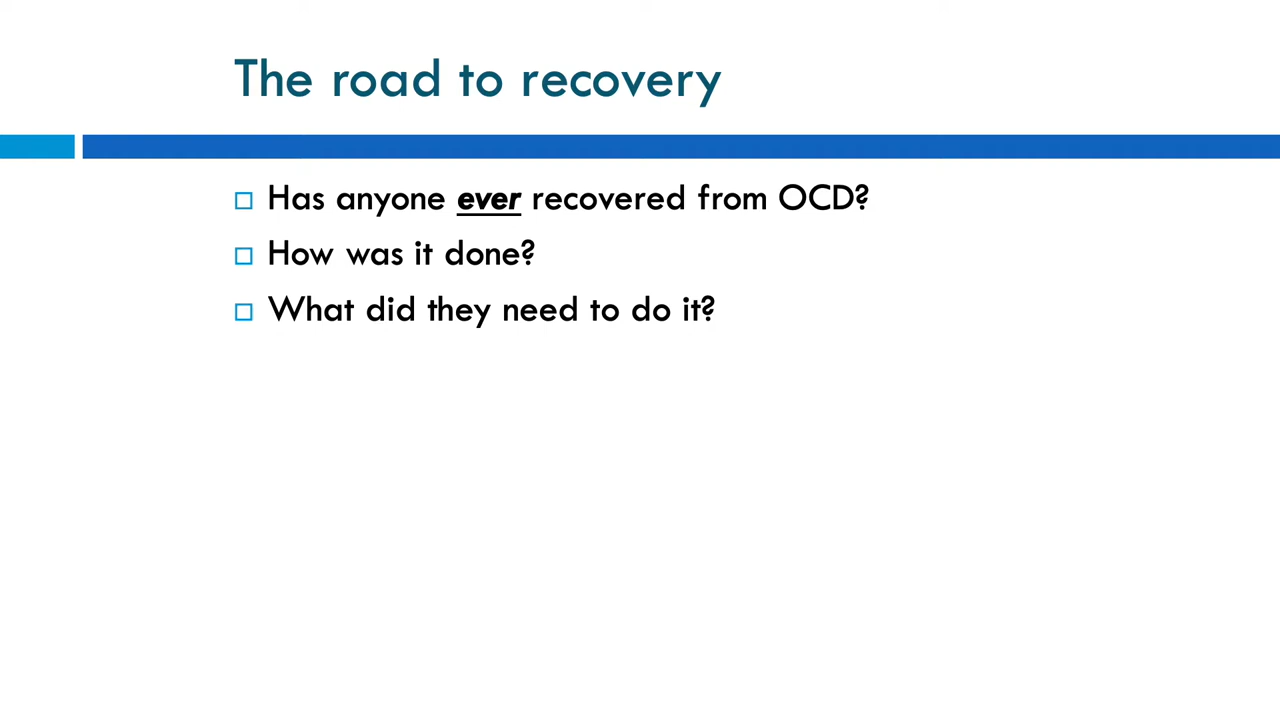 The road to recovery
Has anyone ever recovered from OCD?
How was it done?
What did they need to do it?